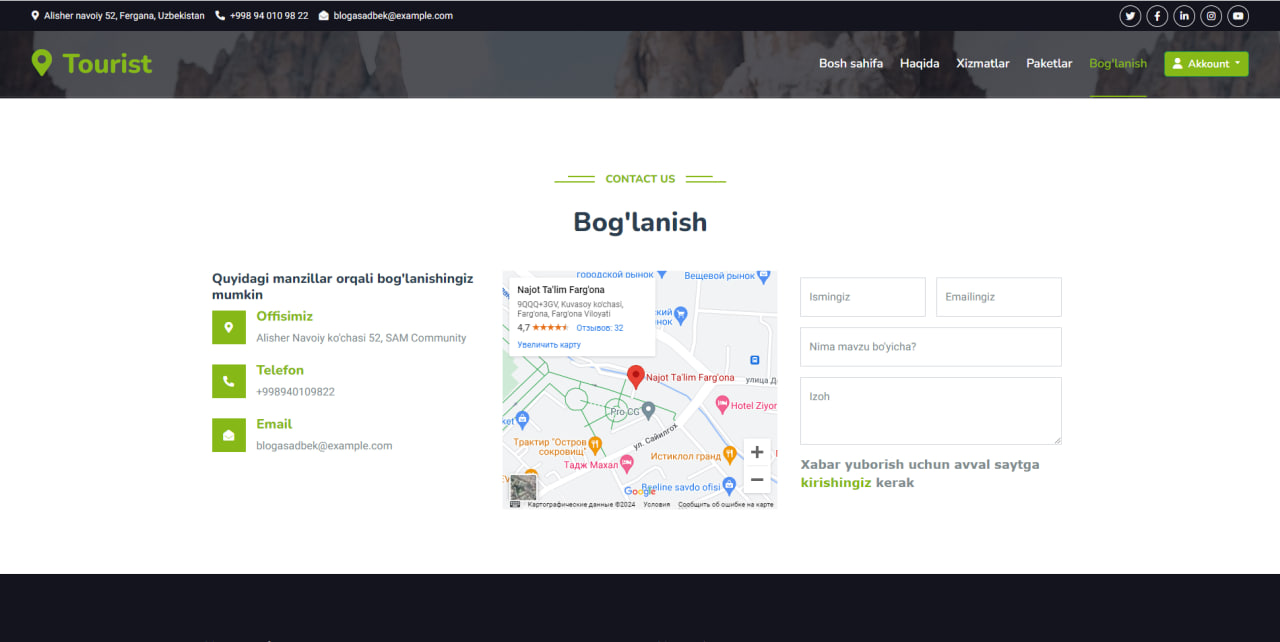 Alisher navoiy 52, Fergana, Uzbekistan +998 94 010 98 22 blogasadbek@example.com
Tourist
Bosh sahifa Haqida Xizmatlar Paketlar Bog'lanish Akkount
CONTACT US
Bog'lanish
Quyidagi manzillar orqali bog'lanishingiz
mumkin
Offisimiz
Alisher Navoiy ko'chasi 52, SAM Community
Telefon
+998940109822
Email
blogasadbek@example.com
городской рынок
Вещевой рынок
Najot Ta'lim Farg'ona
9QQQ+3GV, Kuvasoy ko'chasi,
Farg'ona, Farg'ona Viloyati
4,7 Отзывов: 32
Увеличить карту
Najot Ta'lim Farg'ona
улица
Pro CG
Hotel Ziyor
ул. Сайилгох
Трактир "Остров
сокровищ"
Тадж Махал
Истиклол гранд
Beeline savdo ofisi
Google
+
−
Картографические данные ©2024 Условия Сообщить об ошибке на карте
Ismingiz
Emailingiz
Nima mavzu bo'yicha?
Izoh
Xabar yuborish uchun avval saytga
kirishingiz kerak